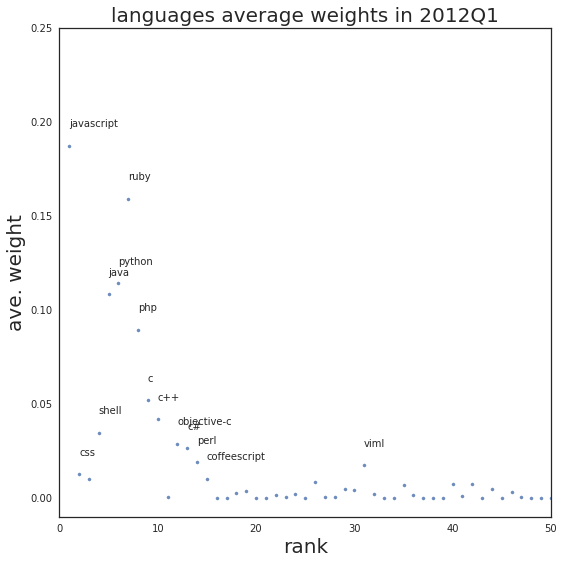 languages average weights in 2012Q1
0.25
0.20
0.15
0.10
0.05
0.00
ave. weight
javascript
ruby
python
java
php
c
c++
shell
objective-c
c#
perl
css
coffeescript
viml
0
10
20
30
40
50
rank